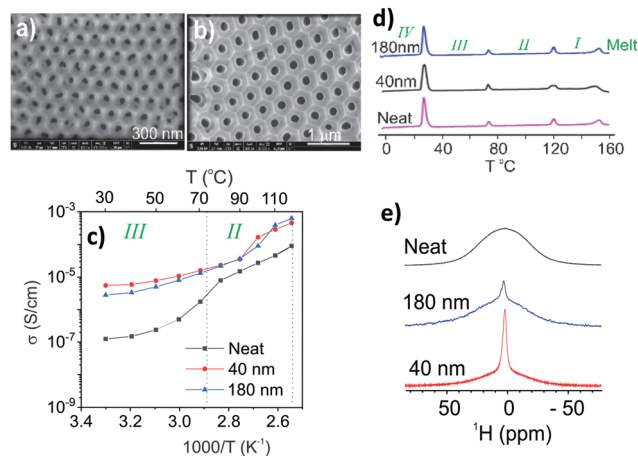 a)
300 nm
b)
1 µm
d)
IV
III
II
I
Melt
180nm
40nm
Neat
0 40 80 120 160
T °C
T (°C)
30 50 70 90 110
c)
III
II
10⁻³
10⁻⁵
10⁻⁷
10⁻⁹
σ (S/cm)
Neat
40 nm
180 nm
3.4 3.2 3.0 2.8 2.6
1000/T (K⁻¹)
e)
Neat
180 nm
40 nm
50 0 - 50
¹H (ppm)